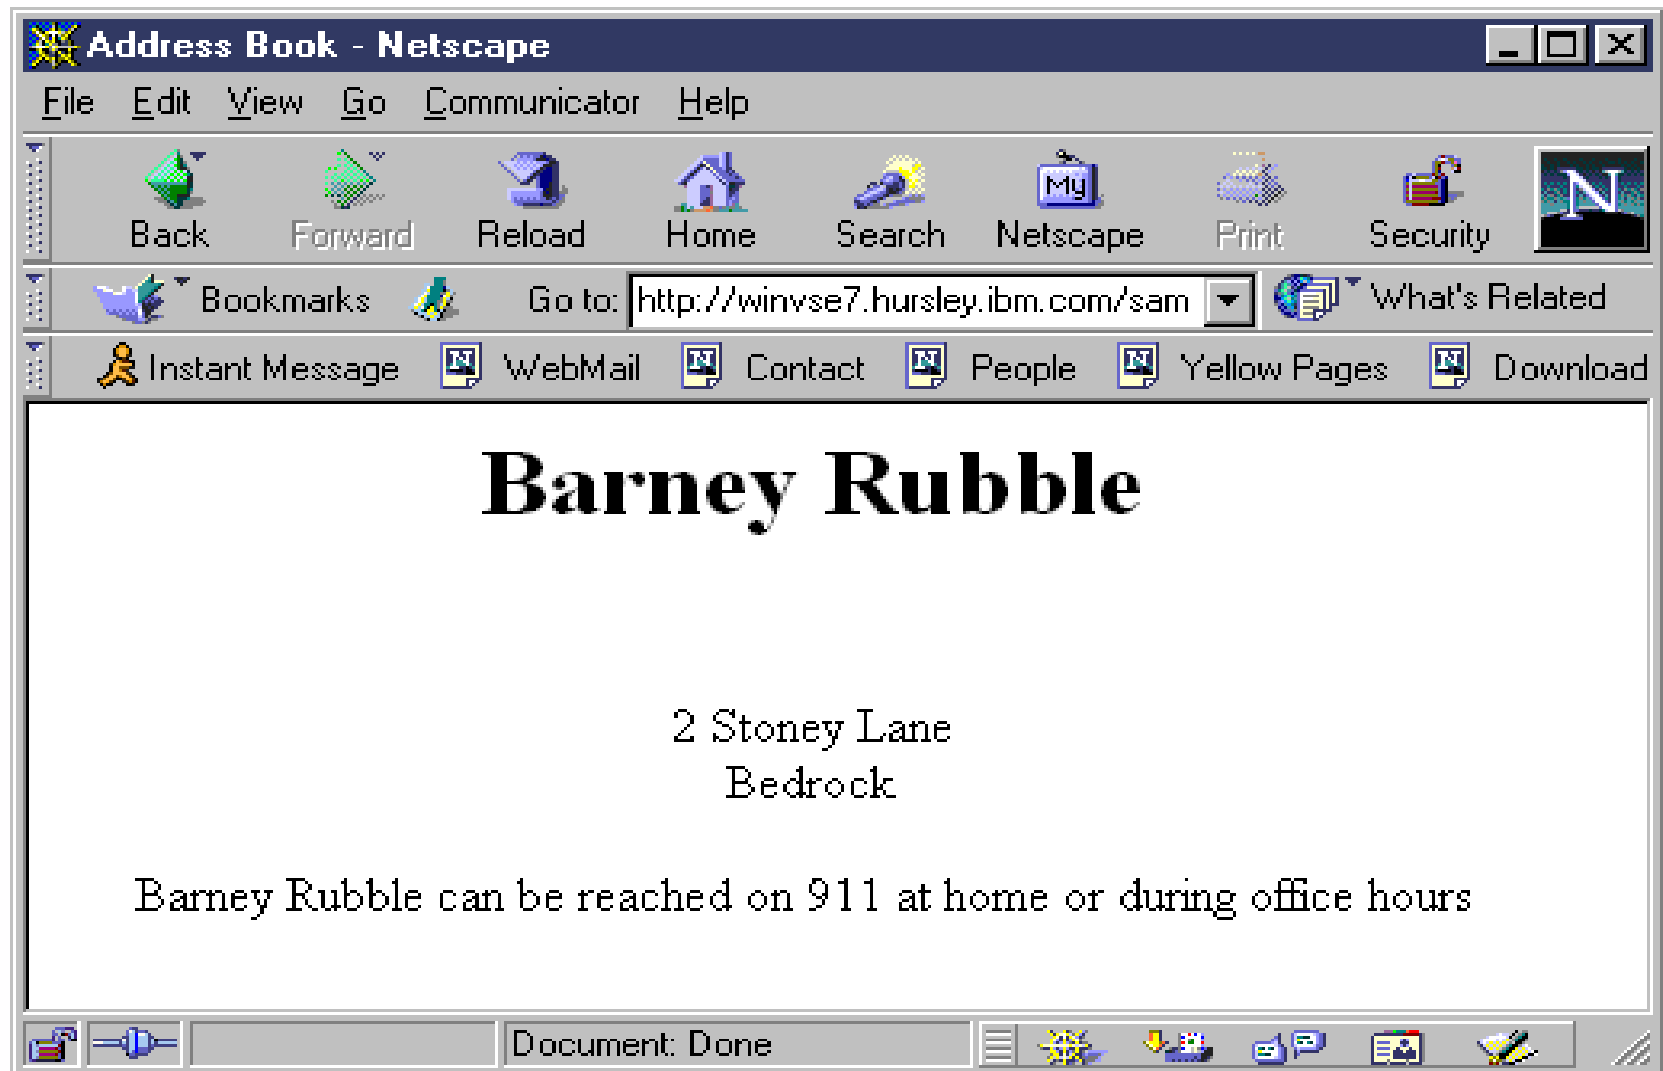 Address Book - Netscape
File Edit View Go Communicator Help
My N
Back Forward Reload Home Search Netscape Print Security
Bookmarks Go to: http://winvse7.hursley.ibm.com/sam What's Related
Instant Message N WebMail N Contact N People N Yellow Pages N Download
Barney Rubble
2 Stoney Lane
Bedrock
Barney Rubble can be reached on 911 at home or during office hours
Document: Done